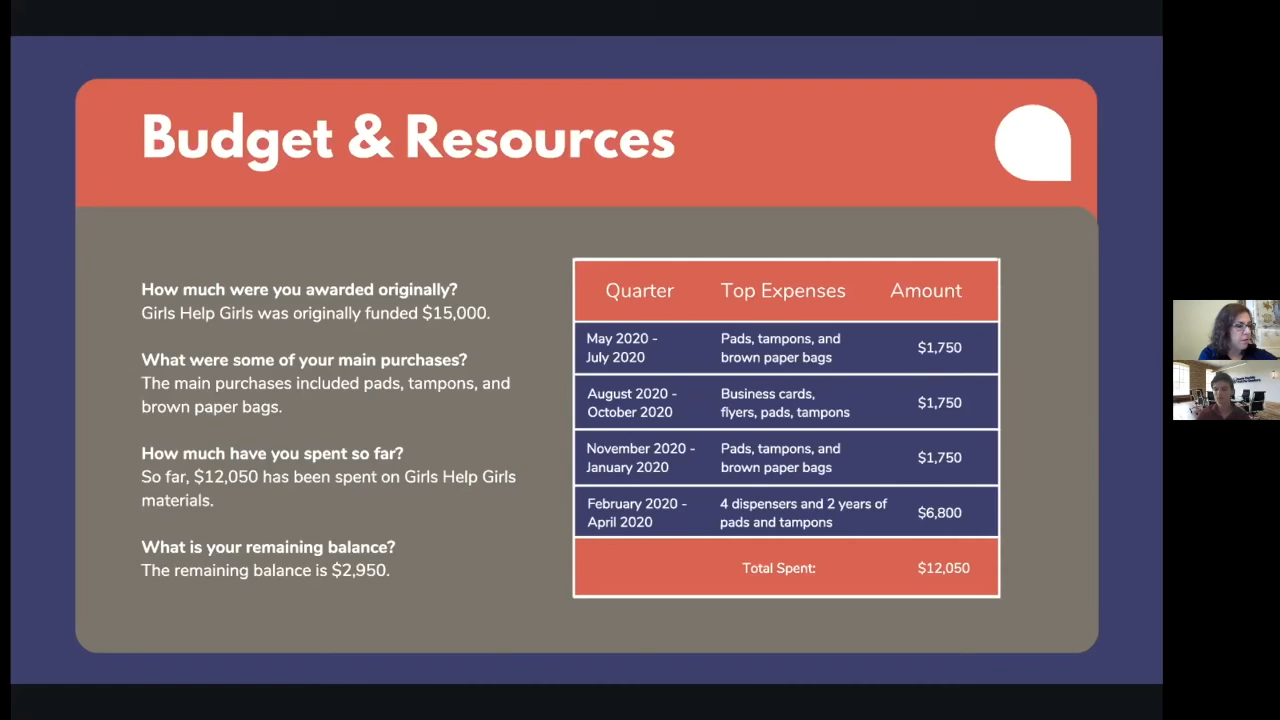 Budget & Resources
How much were you awarded originally?
Girls Help Girls was originally funded $15,000.
What were some of your main purchases?
The main purchases included pads, tampons, and
brown paper bags.
How much have you spent so far?
So far, $12,050 has been spent on Girls Help Girls
materials.
What is your remaining balance?
The remaining balance is $2,950.
Quarter Top Expenses Amount
May 2020 - Pads, tampons, and
July 2020 brown paper bags $1,750
August 2020 - Business cards,
October 2020 flyers, pads, tampons $1,750
November 2020 - Pads, tampons, and
January 2020 brown paper bags $1,750
February 2020 - 4 dispensers and 2 years of
April 2020 pads and tampons $6,800
Total Spent: $12,050